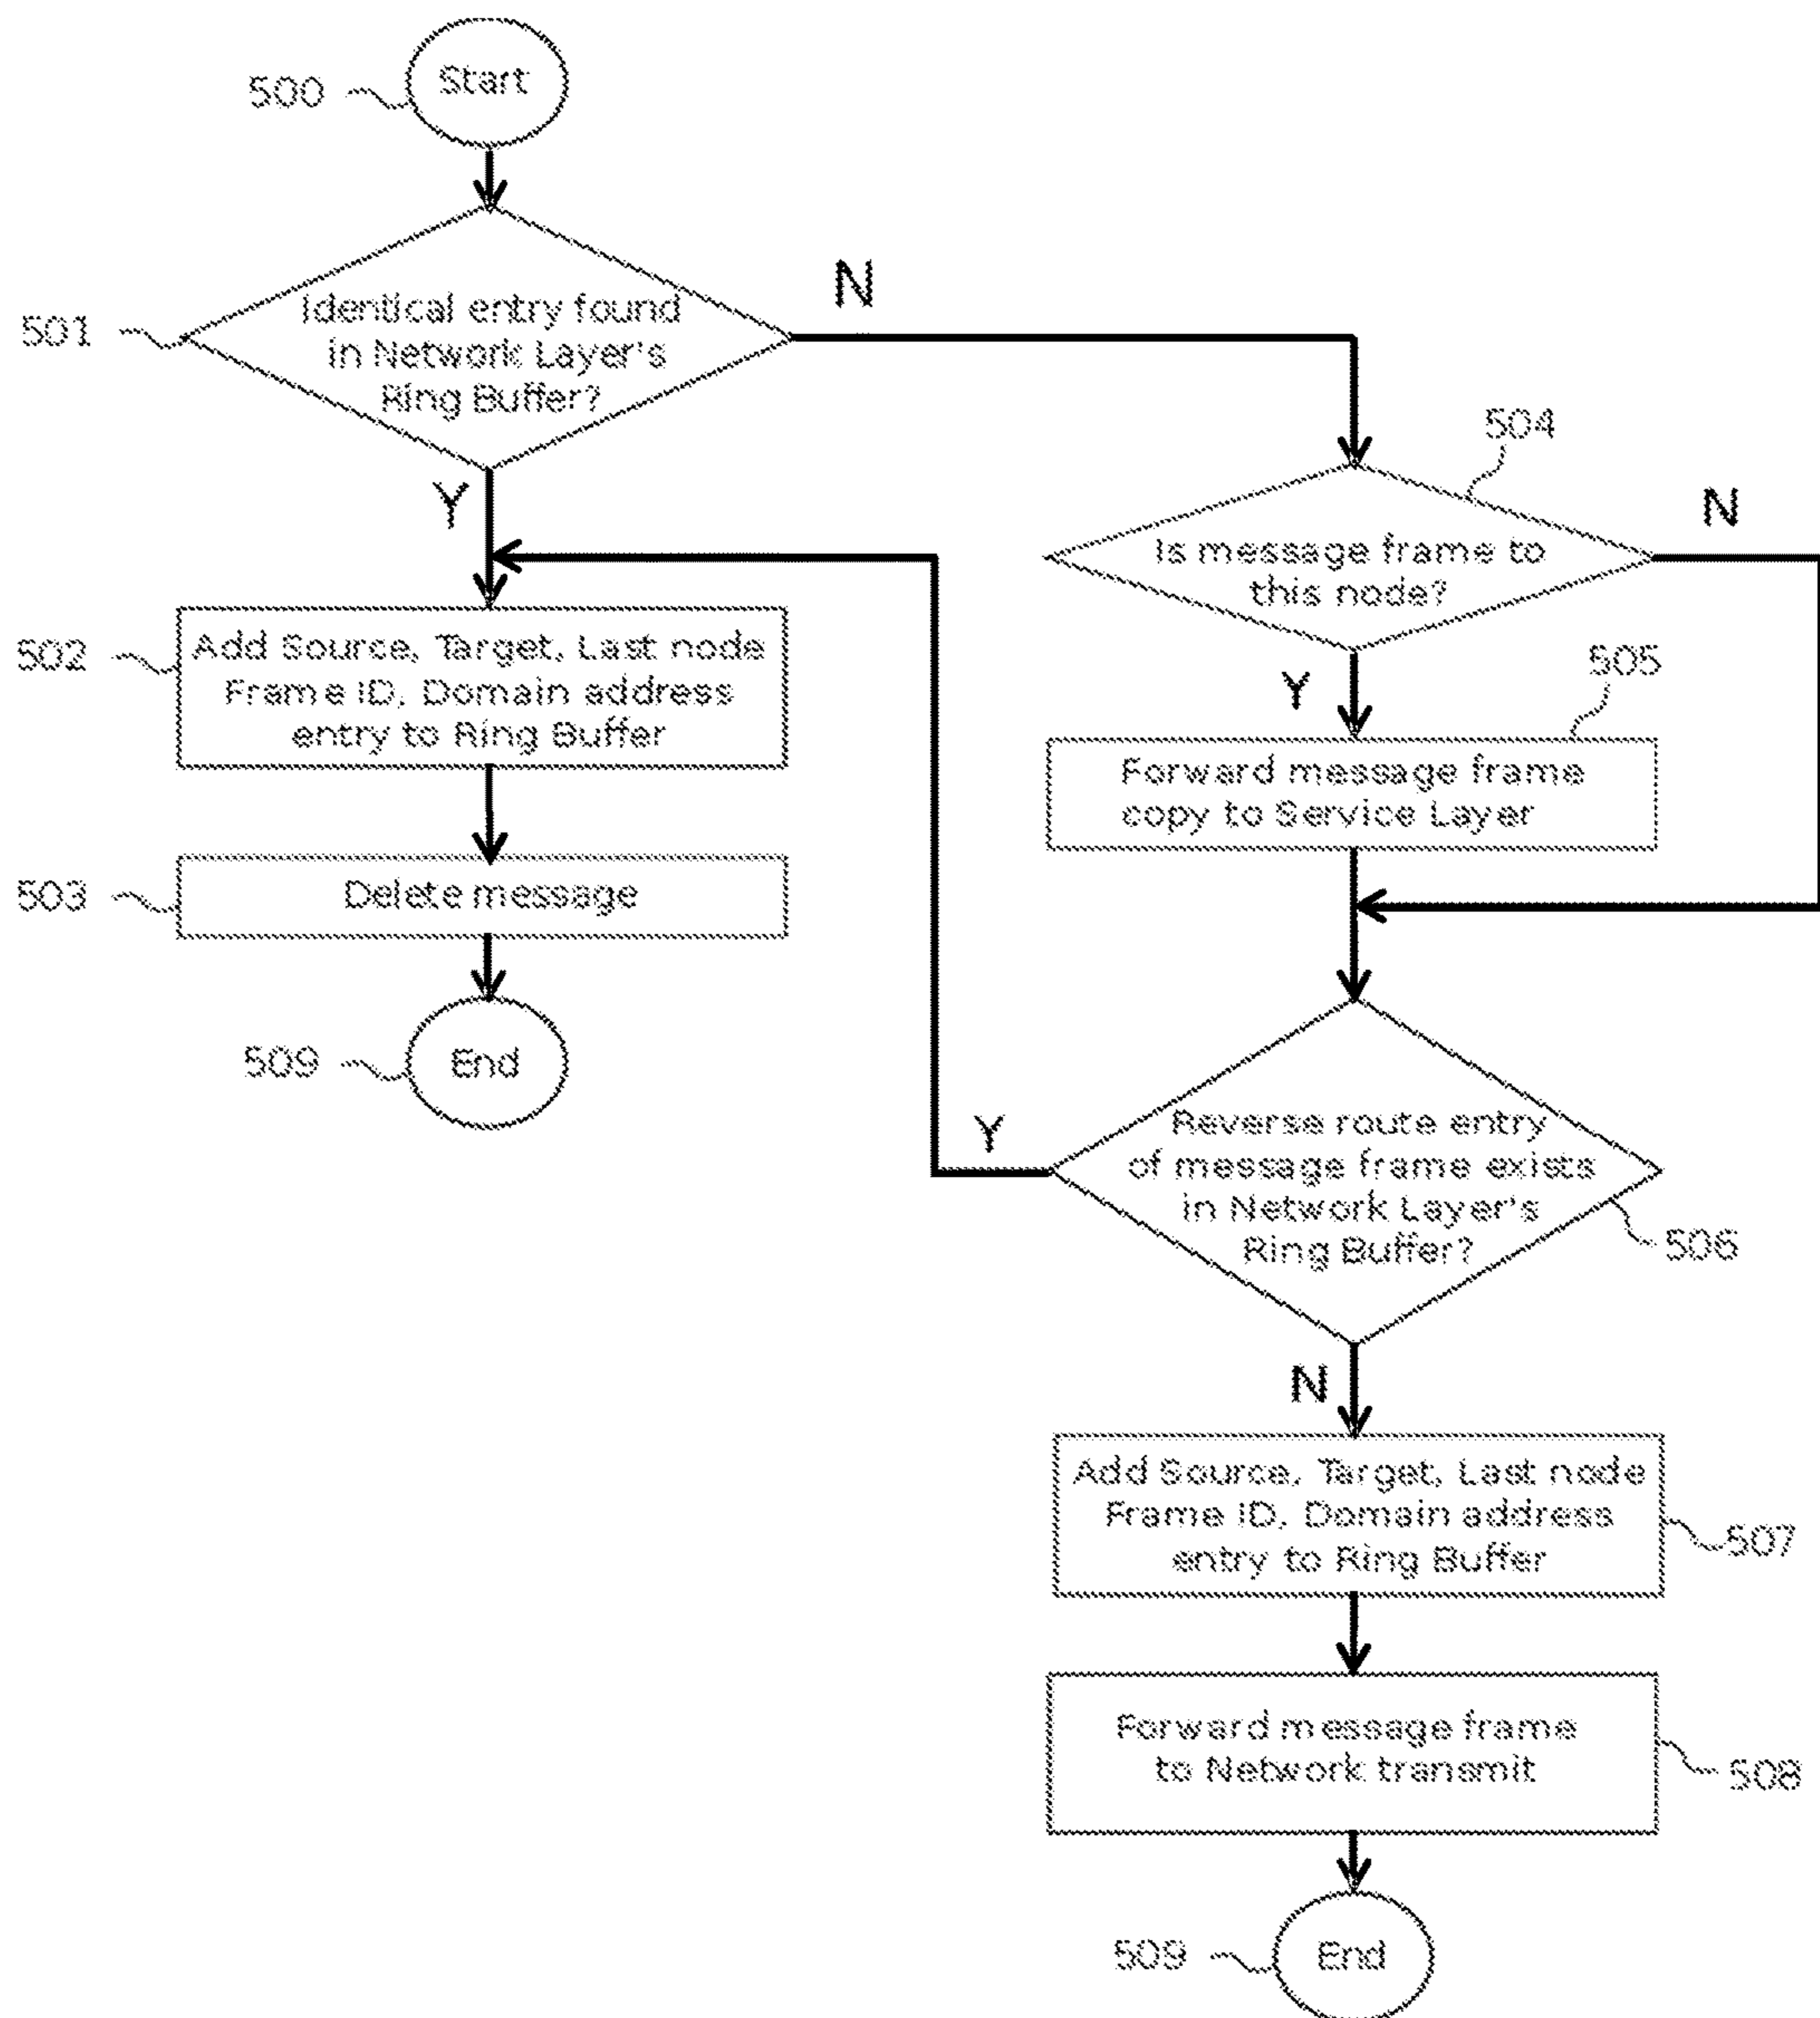 Start
500
Identical entry found
in Network Layer's
Ring Buffer?
501
N
Y
504
Is message frame to
this node?
N
Y
502
Add Source, Target, Last node
Frame ID, Domain address
entry to Ring Buffer
505
Forward message frame
copy to Service Layer
503
Delete message
509
End
Y
Reverse route entry
of message frame exists
in Network Layer's
Ring Buffer?
506
N
Add Source, Target, Last node
Frame ID, Domain address
entry to Ring Buffer
507
Forward message frame
to Network transmit
508
509
End